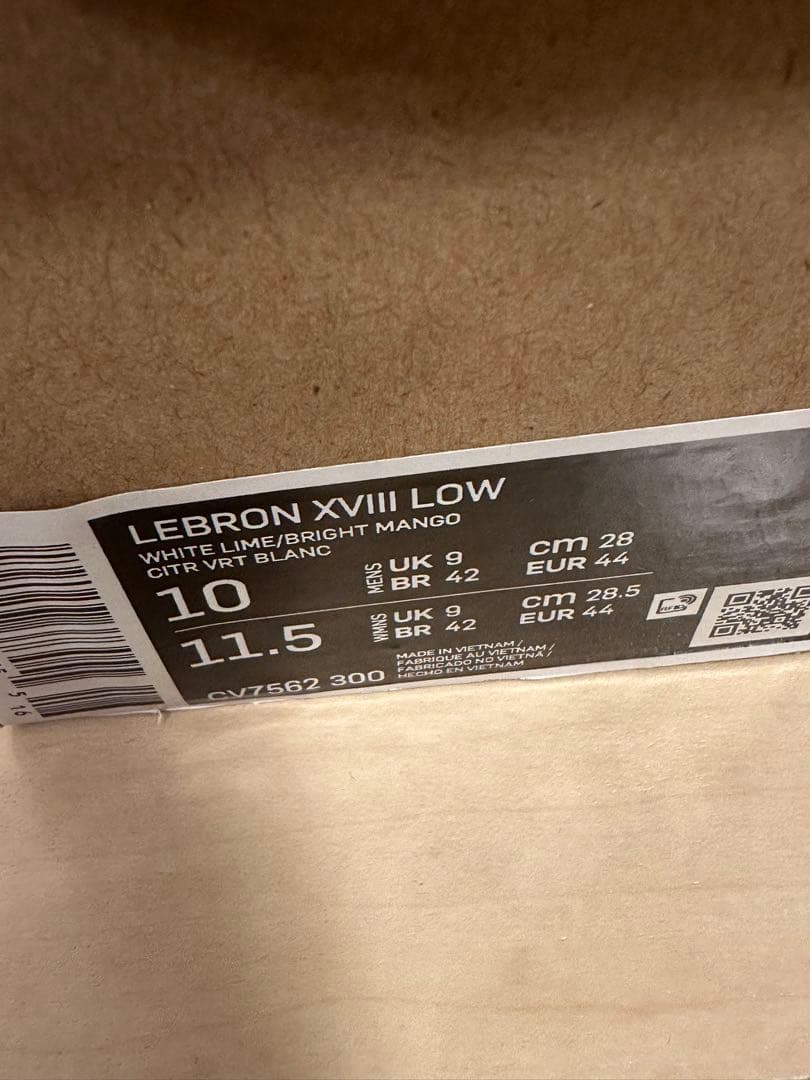 LEBRON XVIII LOW
WHITE LIME/BRIGHT MANGO
CITR VRT BLANC
10 MENS UK 9 cm 28
BR 42 EUR 44
11.5 WMNS UK 9 cm 28.5
BR 42 EUR 44
CV7562 300
MADE IN VIETNAM /
FABRIQUE AU VIETNAM /
FABRICADO NO VIETNÃ /
HECHO EN VIETNAM